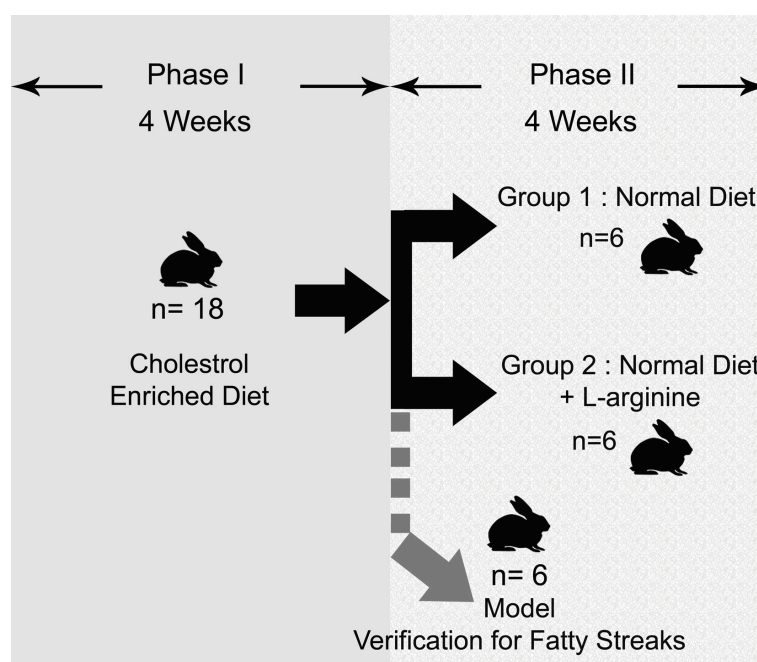 Phase I
4 Weeks
Phase II
4 Weeks
n= 18
Cholestrol
Enriched Diet
Group 1 : Normal Diet
n=6
Group 2 : Normal Diet
+ L-arginine
n=6
n= 6
Model
Verification for Fatty Streaks